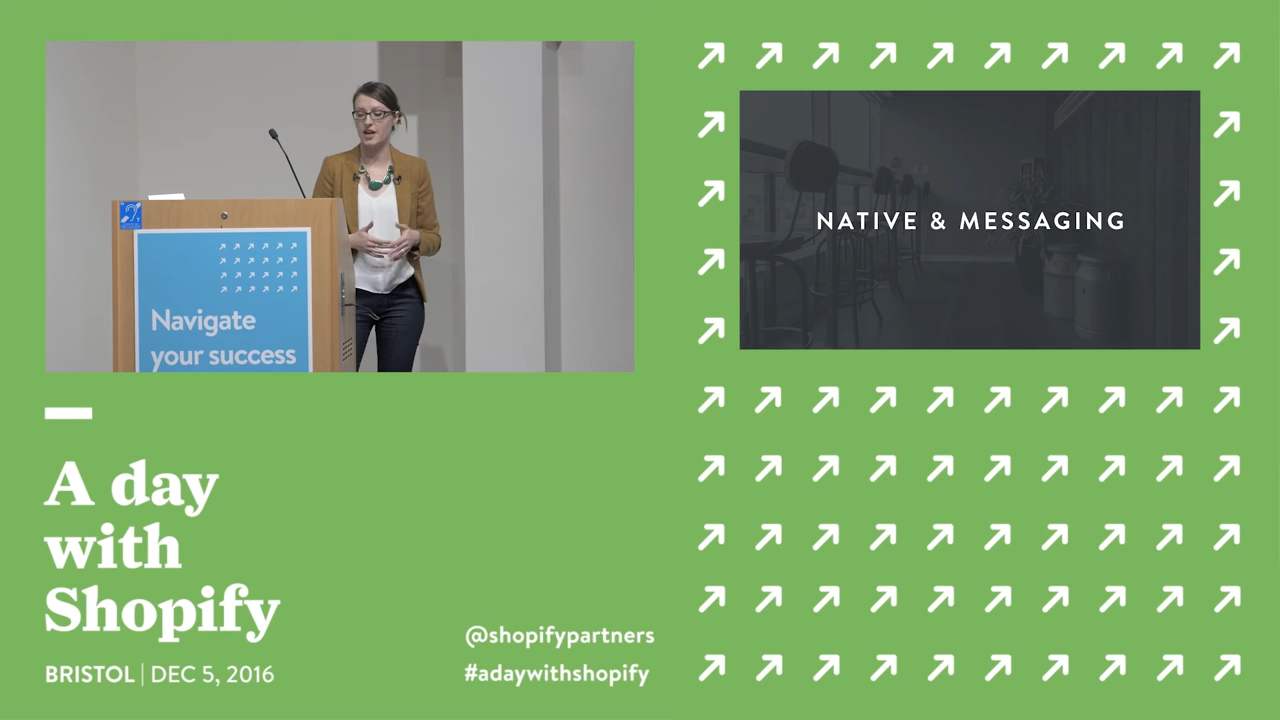 Navigate
your success
NATIVE & MESSAGING
A day
with
Shopify
BRISTOL | DEC 5, 2016
@shopifypartners
#adaywithshopify